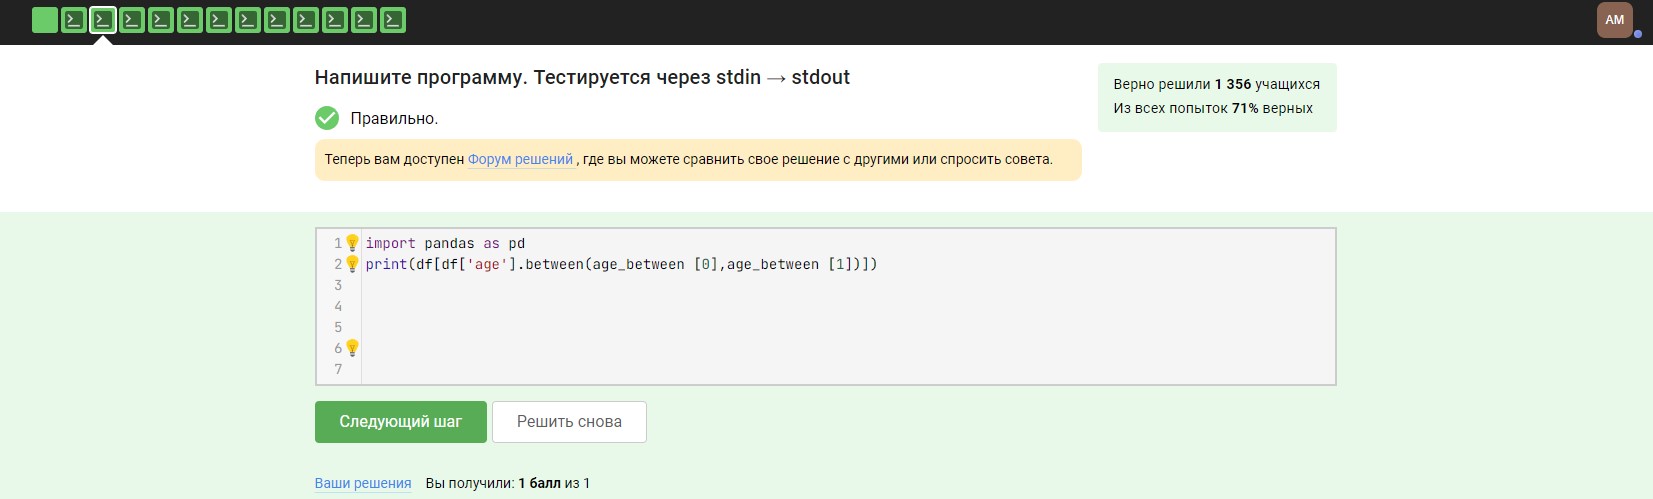 AM
Напишите программу. Тестируется через stdin → stdout
Верно решили 1 356 учащихся
Из всех попыток 71% верных
Правильно.
Теперь вам доступен Форум решений , где вы можете сравнить свое решение с другими или спросить совета.
1 import pandas as pd
2 print(df[df['age'].between(age_between [0],age_between [1])])
3
4
5
6
7
Следующий шаг
Решить снова
Ваши решения Вы получили: 1 балл из 1